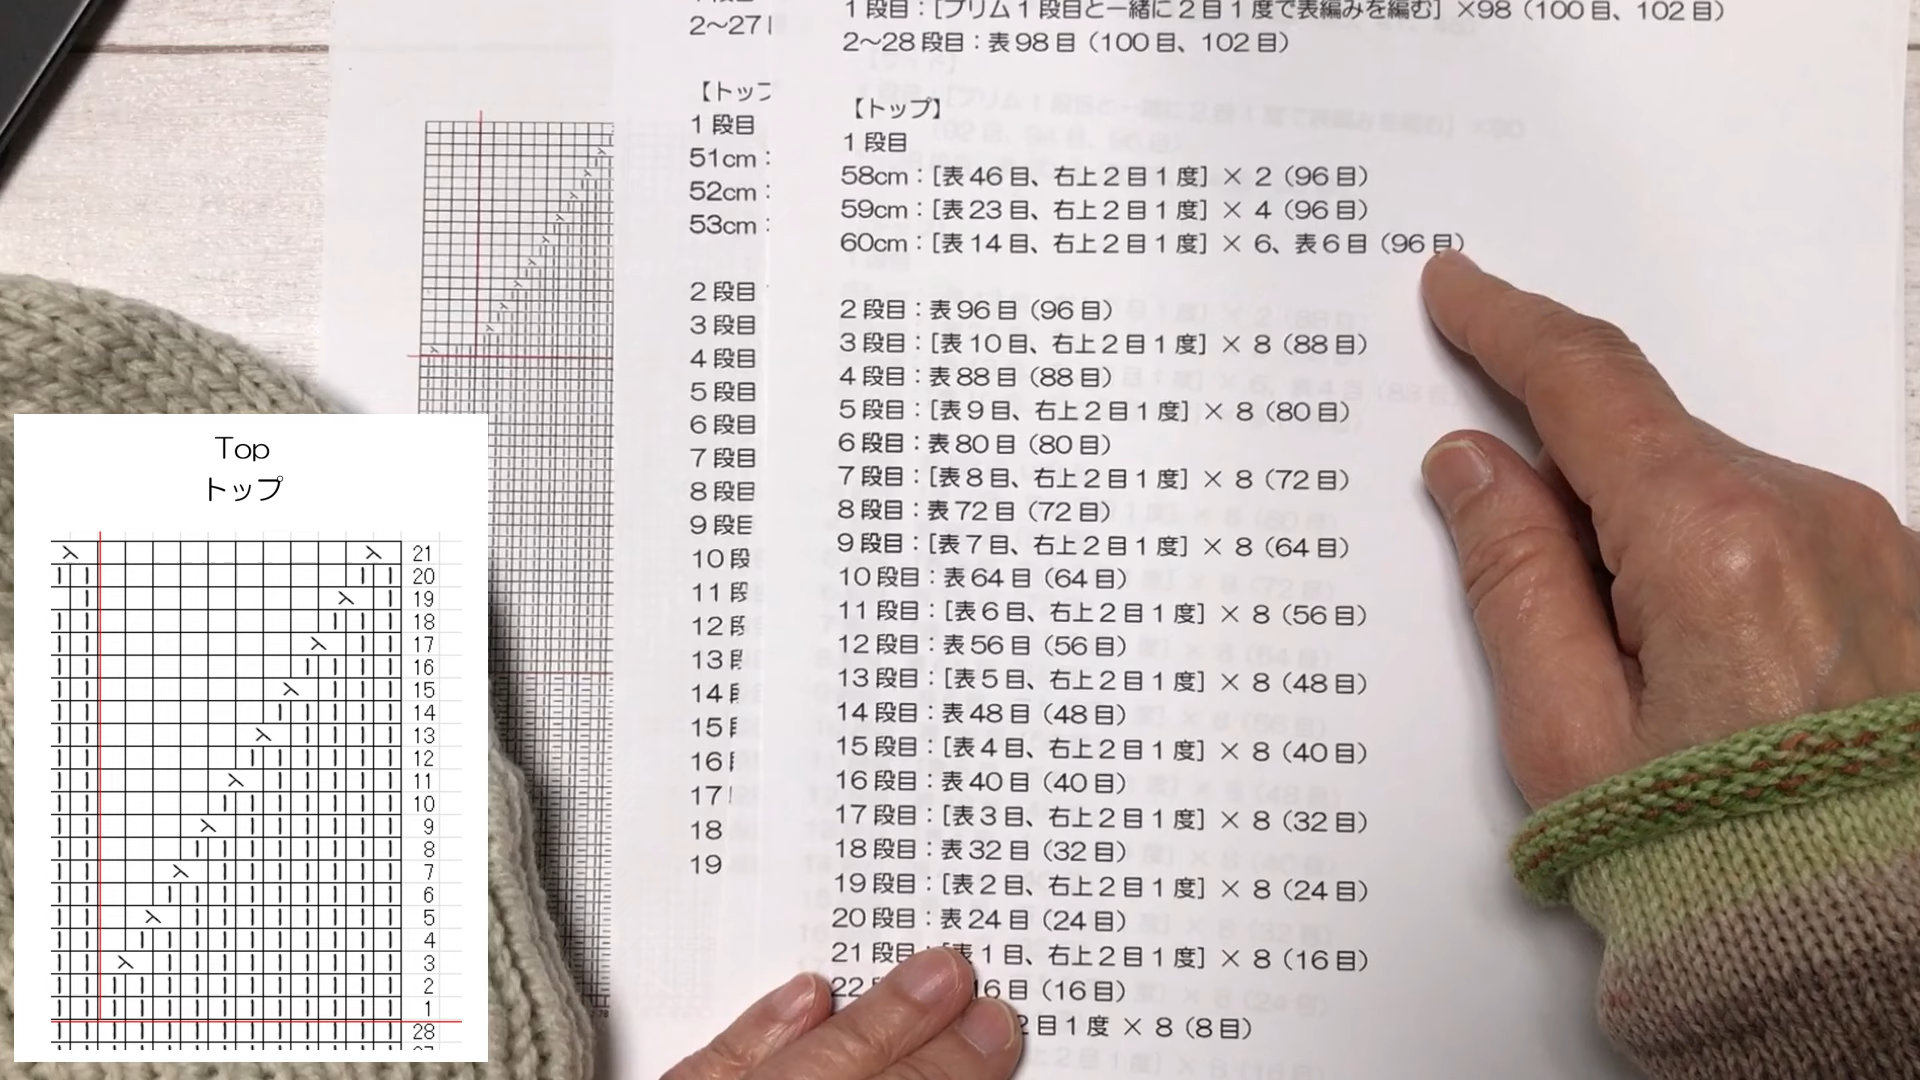 1段目：[ブリム1段目と一緒に2目1度で表編みを編む] ×98（100目、102目）
2～28段目：表98目（100目、102目）
【トップ】
1段目
58cm：[表46目、右上2目1度] × 2（96目）
59cm：[表23目、右上2目1度] × 4（96目）
60cm：[表14目、右上2目1度] × 6、表6目（96目）
2段目：表96目（96目）
3段目：[表10目、右上2目1度] × 8（88目）
4段目：表88目（88目）
5段目：[表9目、右上2目1度] × 8（80目）
6段目：表80目（80目）
7段目：[表8目、右上2目1度] × 8（72目）
8段目：表72目（72目）
9段目：[表7目、右上2目1度] × 8（64目）
10段目：表64目（64目）
11段目：[表6目、右上2目1度] × 8（56目）
12段目：表56目（56目）
13段目：[表5目、右上2目1度] × 8（48目）
14段目：表48目（48目）
15段目：[表4目、右上2目1度] × 8（40目）
16段目：表40目（40目）
17段目：[表3目、右上2目1度] × 8（32目）
18段目：表32目（32目）
19段目：[表2目、右上2目1度] × 8（24目）
20段目：表24目（24目）
21段目：[表1目、右上2目1度] × 8（16目）
22 16目（16目）
2目1度 × 8（8目）
2～27
【トップ
1段目
51cm：
52cm：
53cm：
2段目
3段目
4段目
5段目
6段目
7段目
8段目
9段目
10段
11段
12段
13
14
15
16
17
18
19
Top
トップ
21
20
19
18
17
16
15
14
13
12
11
10
9
8
7
6
5
4
3
2
1
28